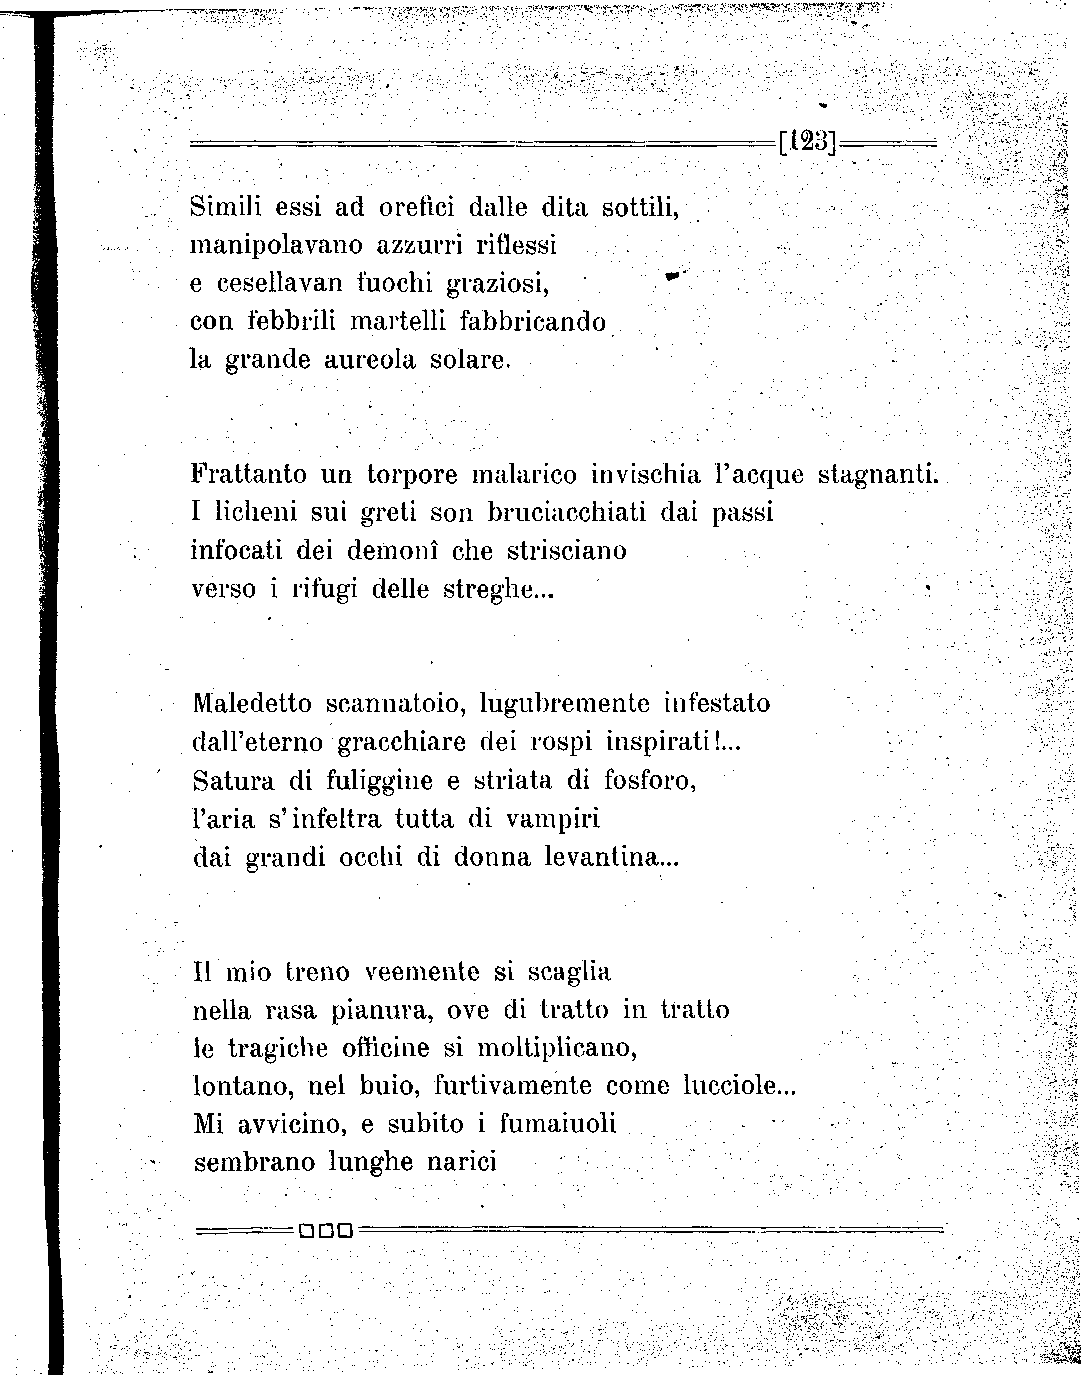 [123]
Simili essi ad orefici dalle dita sottili,
manipolavano azzurri riflessi
e cesellavan fuochi graziosi,
con febbrili martelli fabbricando
la grande aureola solare.
Frattanto un torpore malarico invischia l'acque stagnanti.
I licheni sui greti son bruciacchiati dai passi
infocati dei demonî che strisciano
verso i rifugi delle streghe...
Maledetto scannatoio, lugubremente infestato
dall'eterno gracchiare dei rospi inspirati!...
Satura di fuliggine e striata di fosforo,
l'aria s'infeltra tutta di vampiri
dai grandi occhi di donna levantina...
Il mio treno veemente si scaglia
nella rasa pianura, ove di tratto in tratto
le tragiche officine si moltiplicano,
lontano, nel buio, furtivamente come lucciole...
Mi avvicino, e subito i fumaiuoli
sembrano lunghe narici